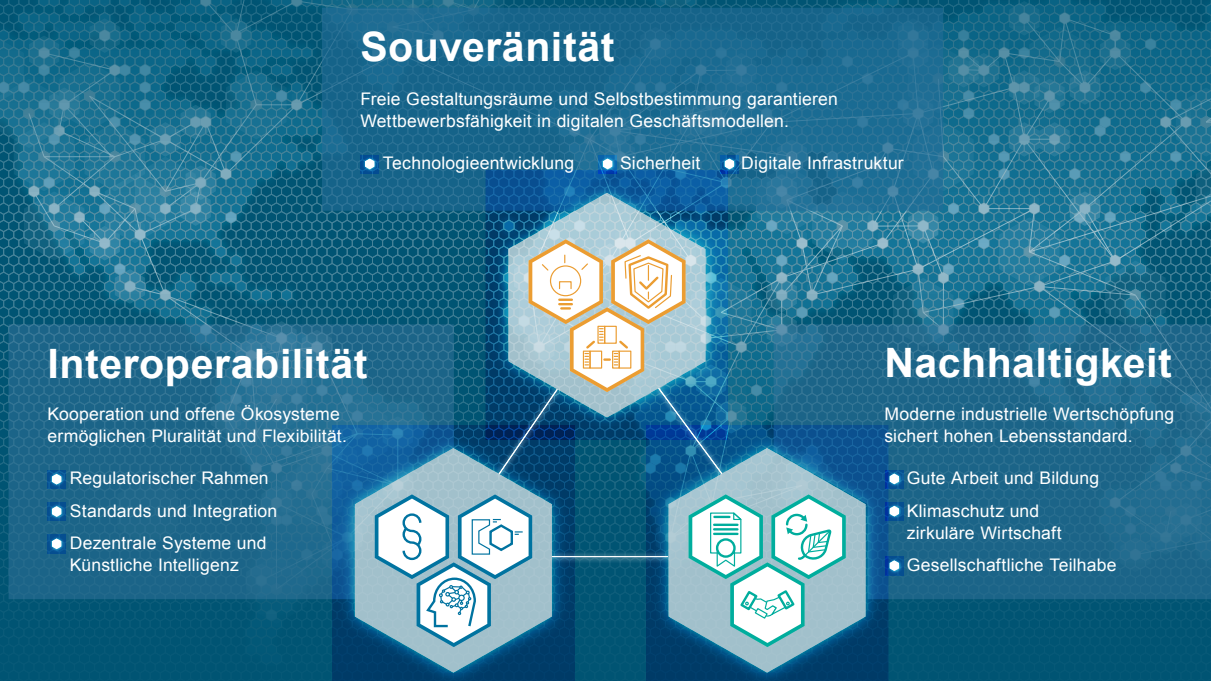 Souveränität
Freie Gestaltungsräume und Selbstbestimmung garantieren
Wettbewerbsfähigkeit in digitalen Geschäftsmodellen.
Technologieentwicklung Sicherheit Digitale Infrastruktur
Interoperabilität
Kooperation und offene Ökosysteme
ermöglichen Pluralität und Flexibilität.
Regulatorischer Rahmen
Standards und Integration
Dezentrale Systeme und
Künstliche Intelligenz
Nachhaltigkeit
Moderne industrielle Wertschöpfung
sichert hohen Lebensstandard.
Gute Arbeit und Bildung
Klimaschutz und
zirkuläre Wirtschaft
Gesellschaftliche Teilhabe
§